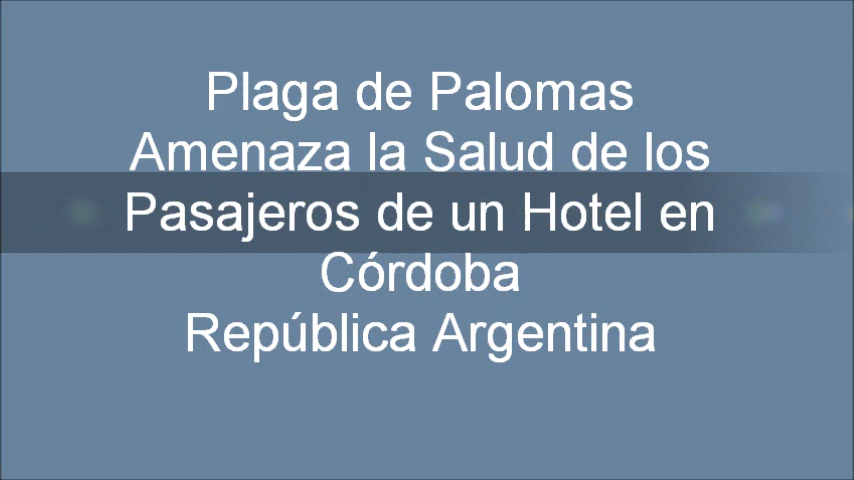 Plaga de Palomas
Amenaza la Salud de los
Pasajeros de un Hotel en
Córdoba
República Argentina